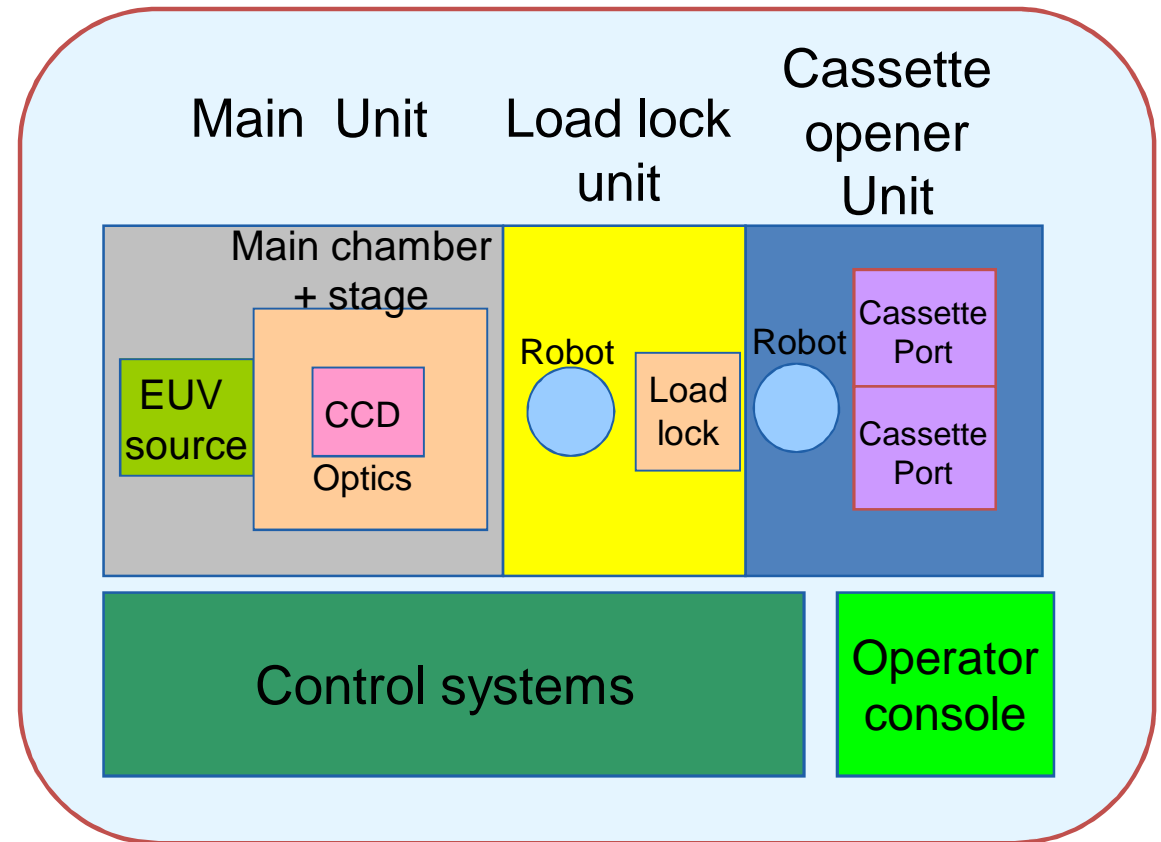 Main Unit
Load lock
unit
Cassette
opener
Unit
Main chamber
+ stage
EUV
source
CCD
Optics
Robot
Load
lock
Robot
Cassette
Port
Cassette
Port
Control systems
Operator
console